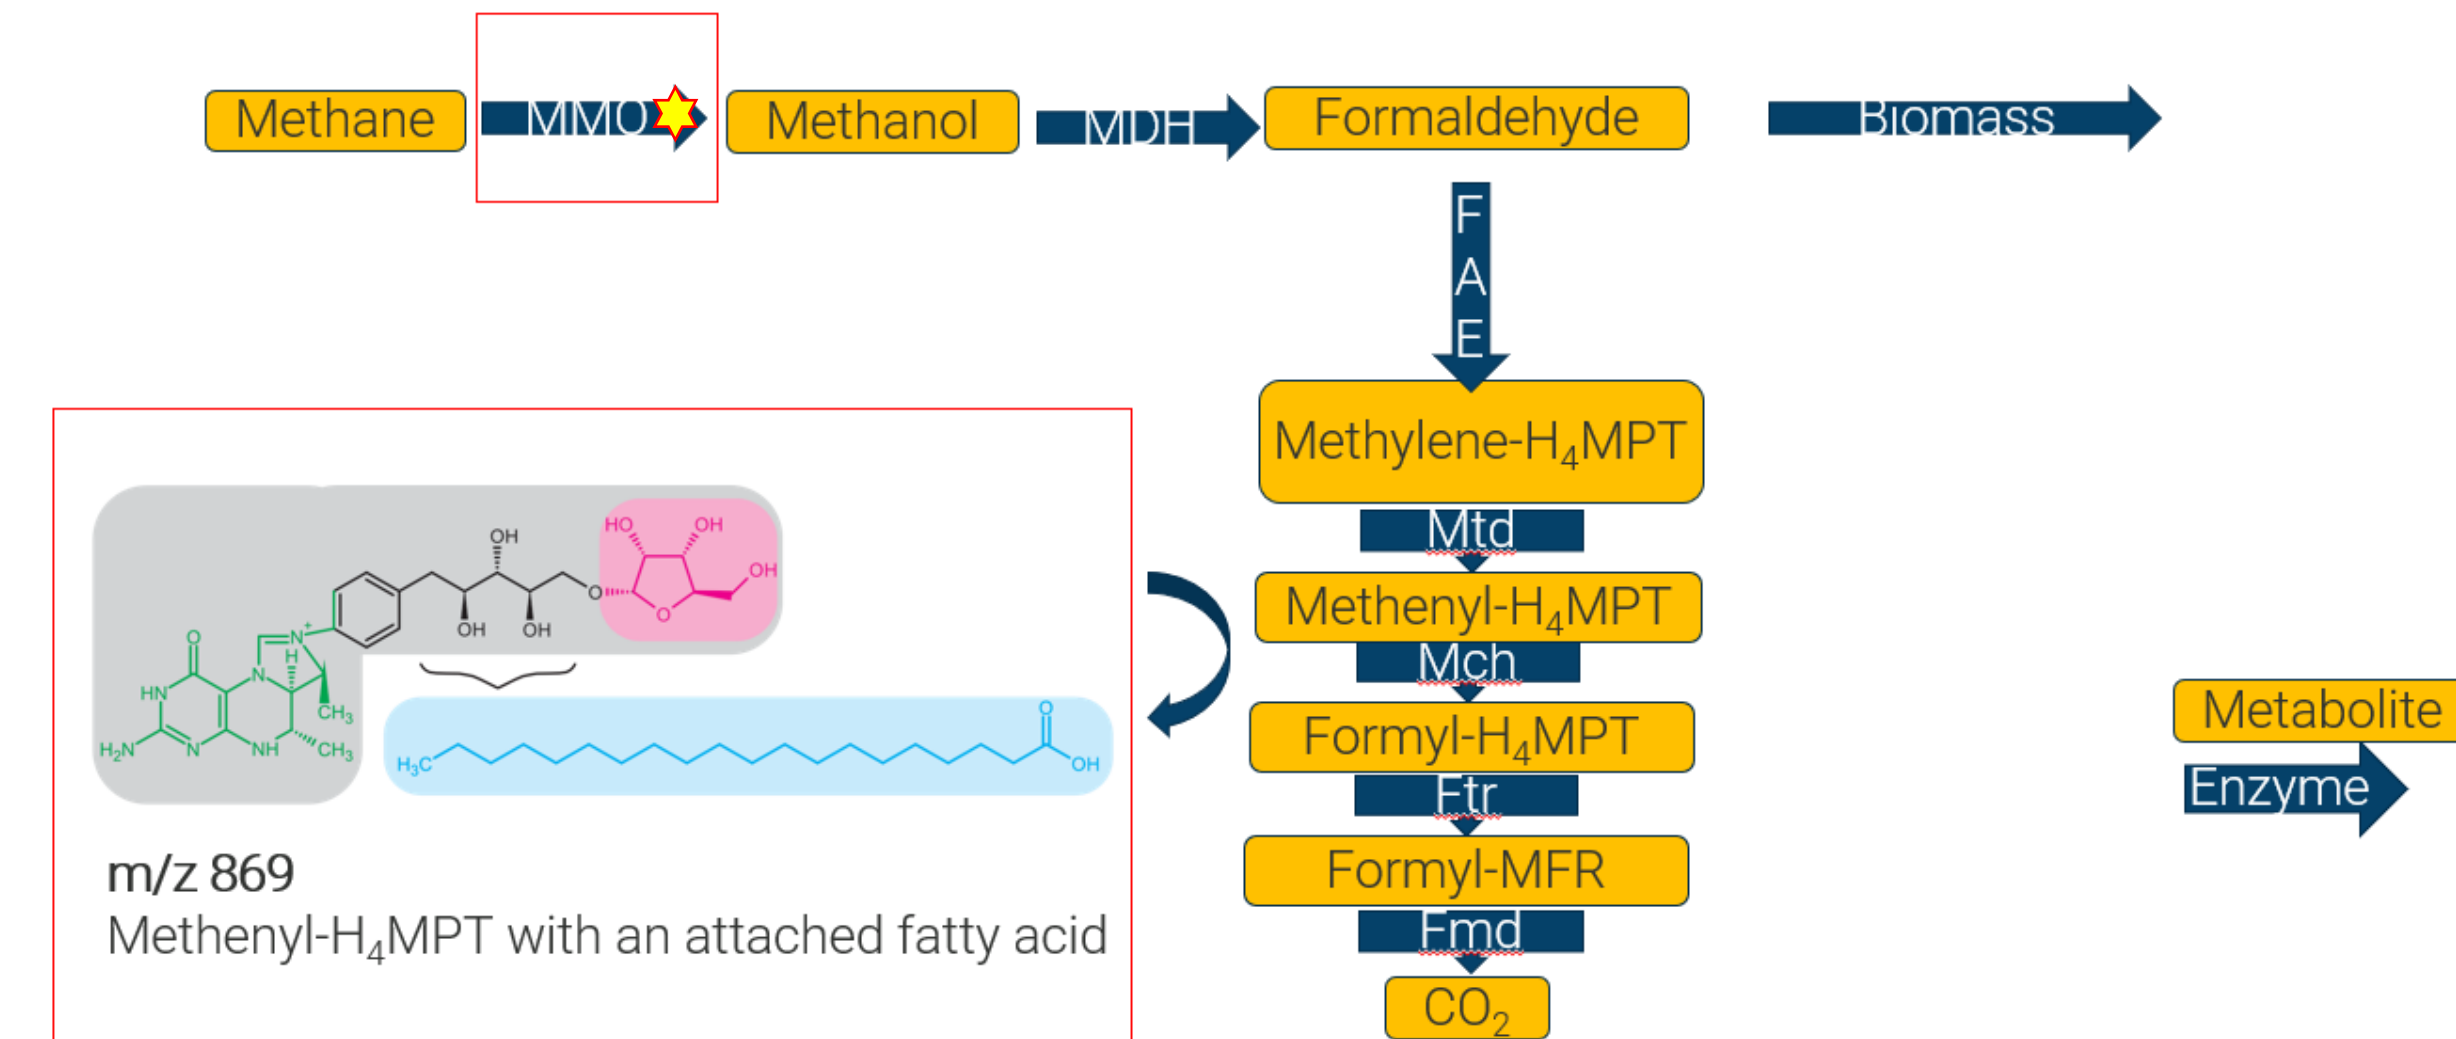 Methane
MMO
Methanol
MDH
Formaldehyde
Biomass
F
A
E
Methylene-H₄MPT
Mtd
Methenyl-H₄MPT
Mch
Formyl-H₄MPT
Ftr
Formyl-MFR
Fmd
CO₂
Metabolite
Enzyme
HO
OH
OH
OH
O
O
OH
OH
N⁺
H
O
N
HN
CH₃
H₂N
N
NH
CH₃
O
H₃C
OH
m/z 869
Methenyl-H₄MPT with an attached fatty acid